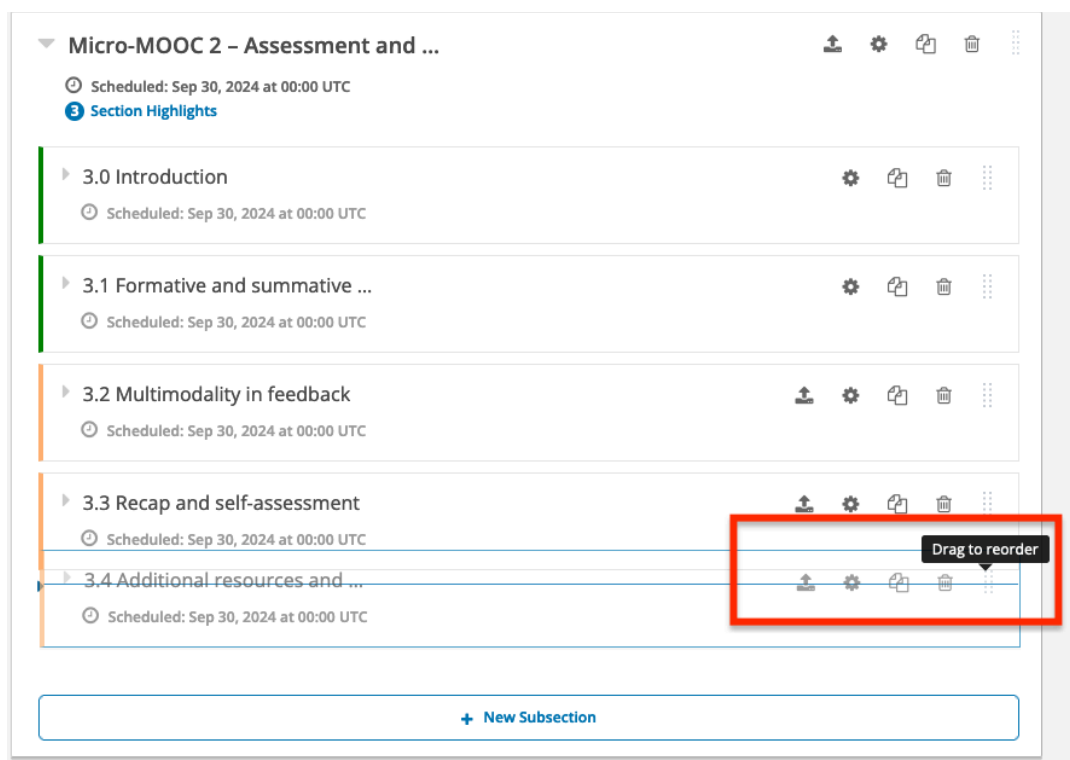 Micro-MOOC 2 – Assessment and ...
Scheduled: Sep 30, 2024 at 00:00 UTC
3 Section Highlights
3.0 Introduction
Scheduled: Sep 30, 2024 at 00:00 UTC
3.1 Formative and summative ...
Scheduled: Sep 30, 2024 at 00:00 UTC
3.2 Multimodality in feedback
Scheduled: Sep 30, 2024 at 00:00 UTC
3.3 Recap and self-assessment
Scheduled: Sep 30, 2024 at 00:00 UTC
Drag to reorder
3.4 Additional resources and ...
Scheduled: Sep 30, 2024 at 00:00 UTC
+ New Subsection